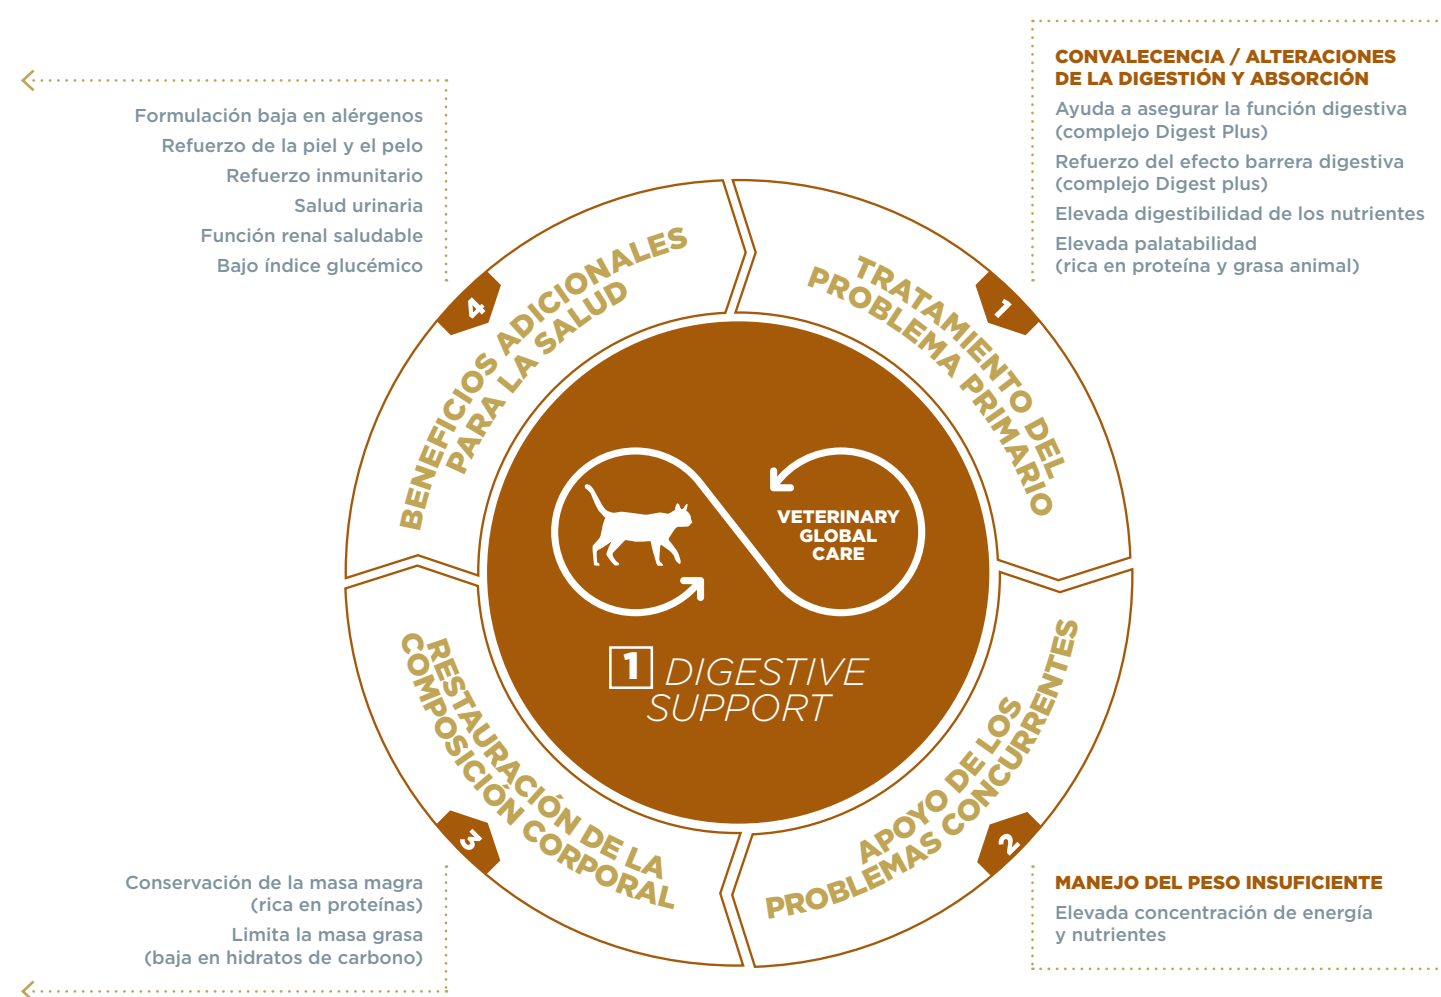 CONVALECENCIA / ALTERACIONES
DE LA DIGESTIÓN Y ABSORCIÓN
Ayuda a asegurar la función digestiva
(complejo Digest Plus)
Refuerzo del efecto barrera digestiva
(complejo Digest plus)
Elevada digestibilidad de los nutrientes
Elevada palatabilidad
(rica en proteína y grasa animal)
Formulación baja en alérgenos
Refuerzo de la piel y el pelo
Refuerzo inmunitario
Salud urinaria
Función renal saludable
Bajo índice glucémico
4
BENEFICIOS ADICIONALES
PARA LA SALUD
1
TRATAMIENTO DEL
PROBLEMA PRIMARIO
VETERINARY
GLOBAL
CARE
1 DIGESTIVE
SUPPORT
RESTAURACIÓN DE LA
COMPOSICIÓN CORPORAL
3
APOYO DE LOS
PROBLEMAS CONCURRENTES
2
Conservación de la masa magra
(rica en proteínas)
Limita la masa grasa
(baja en hidratos de carbono)
MANEJO DEL PESO INSUFICIENTE
Elevada concentración de energía
y nutrientes